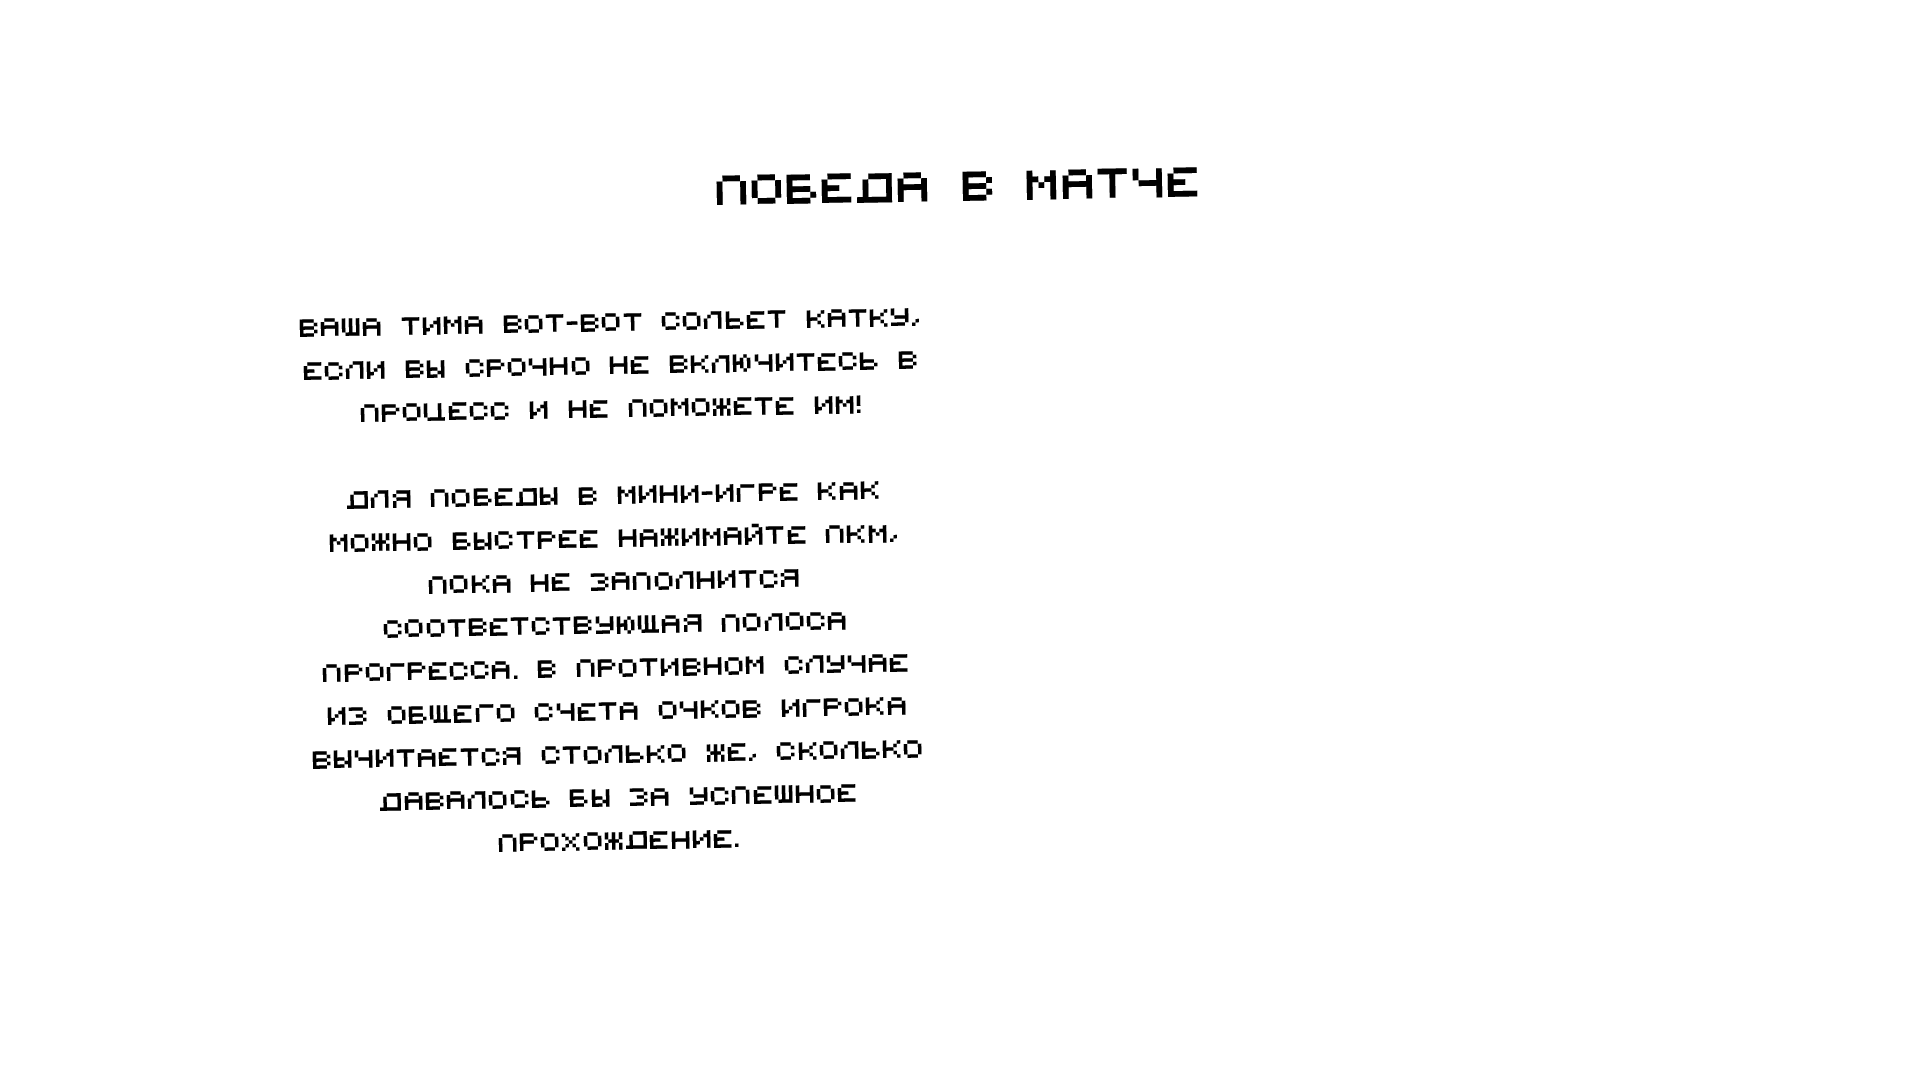 ПОБЕДА В МАТЧЕ
ВАША ТИМА ВОТ-ВОТ СОЛЬЕТ КАТКУ,
ЕСЛИ ВЫ СРОЧНО НЕ ВКЛЮЧИТЕСЬ В
ПРОЦЕСС И НЕ ПОМОЖЕТЕ ИМ!
ДЛЯ ПОБЕДЫ В МИНИ-ИГРЕ КАК
МОЖНО БЫСТРЕЕ НАЖИМАЙТЕ ПКМ,
ПОКА НЕ ЗАПОЛНИТСЯ
СООТВЕТСТВУЮЩАЯ ПОЛОСА
ПРОГРЕССА. В ПРОТИВНОМ СЛУЧАЕ
ИЗ ОБЩЕГО СЧЕТА ОЧКОВ ИГРОКА
ВЫЧИТАЕТСЯ СТОЛЬКО ЖЕ, СКОЛЬКО
ДАВАЛОСЬ БЫ ЗА УСПЕШНОЕ
ПРОХОЖДЕНИЕ.